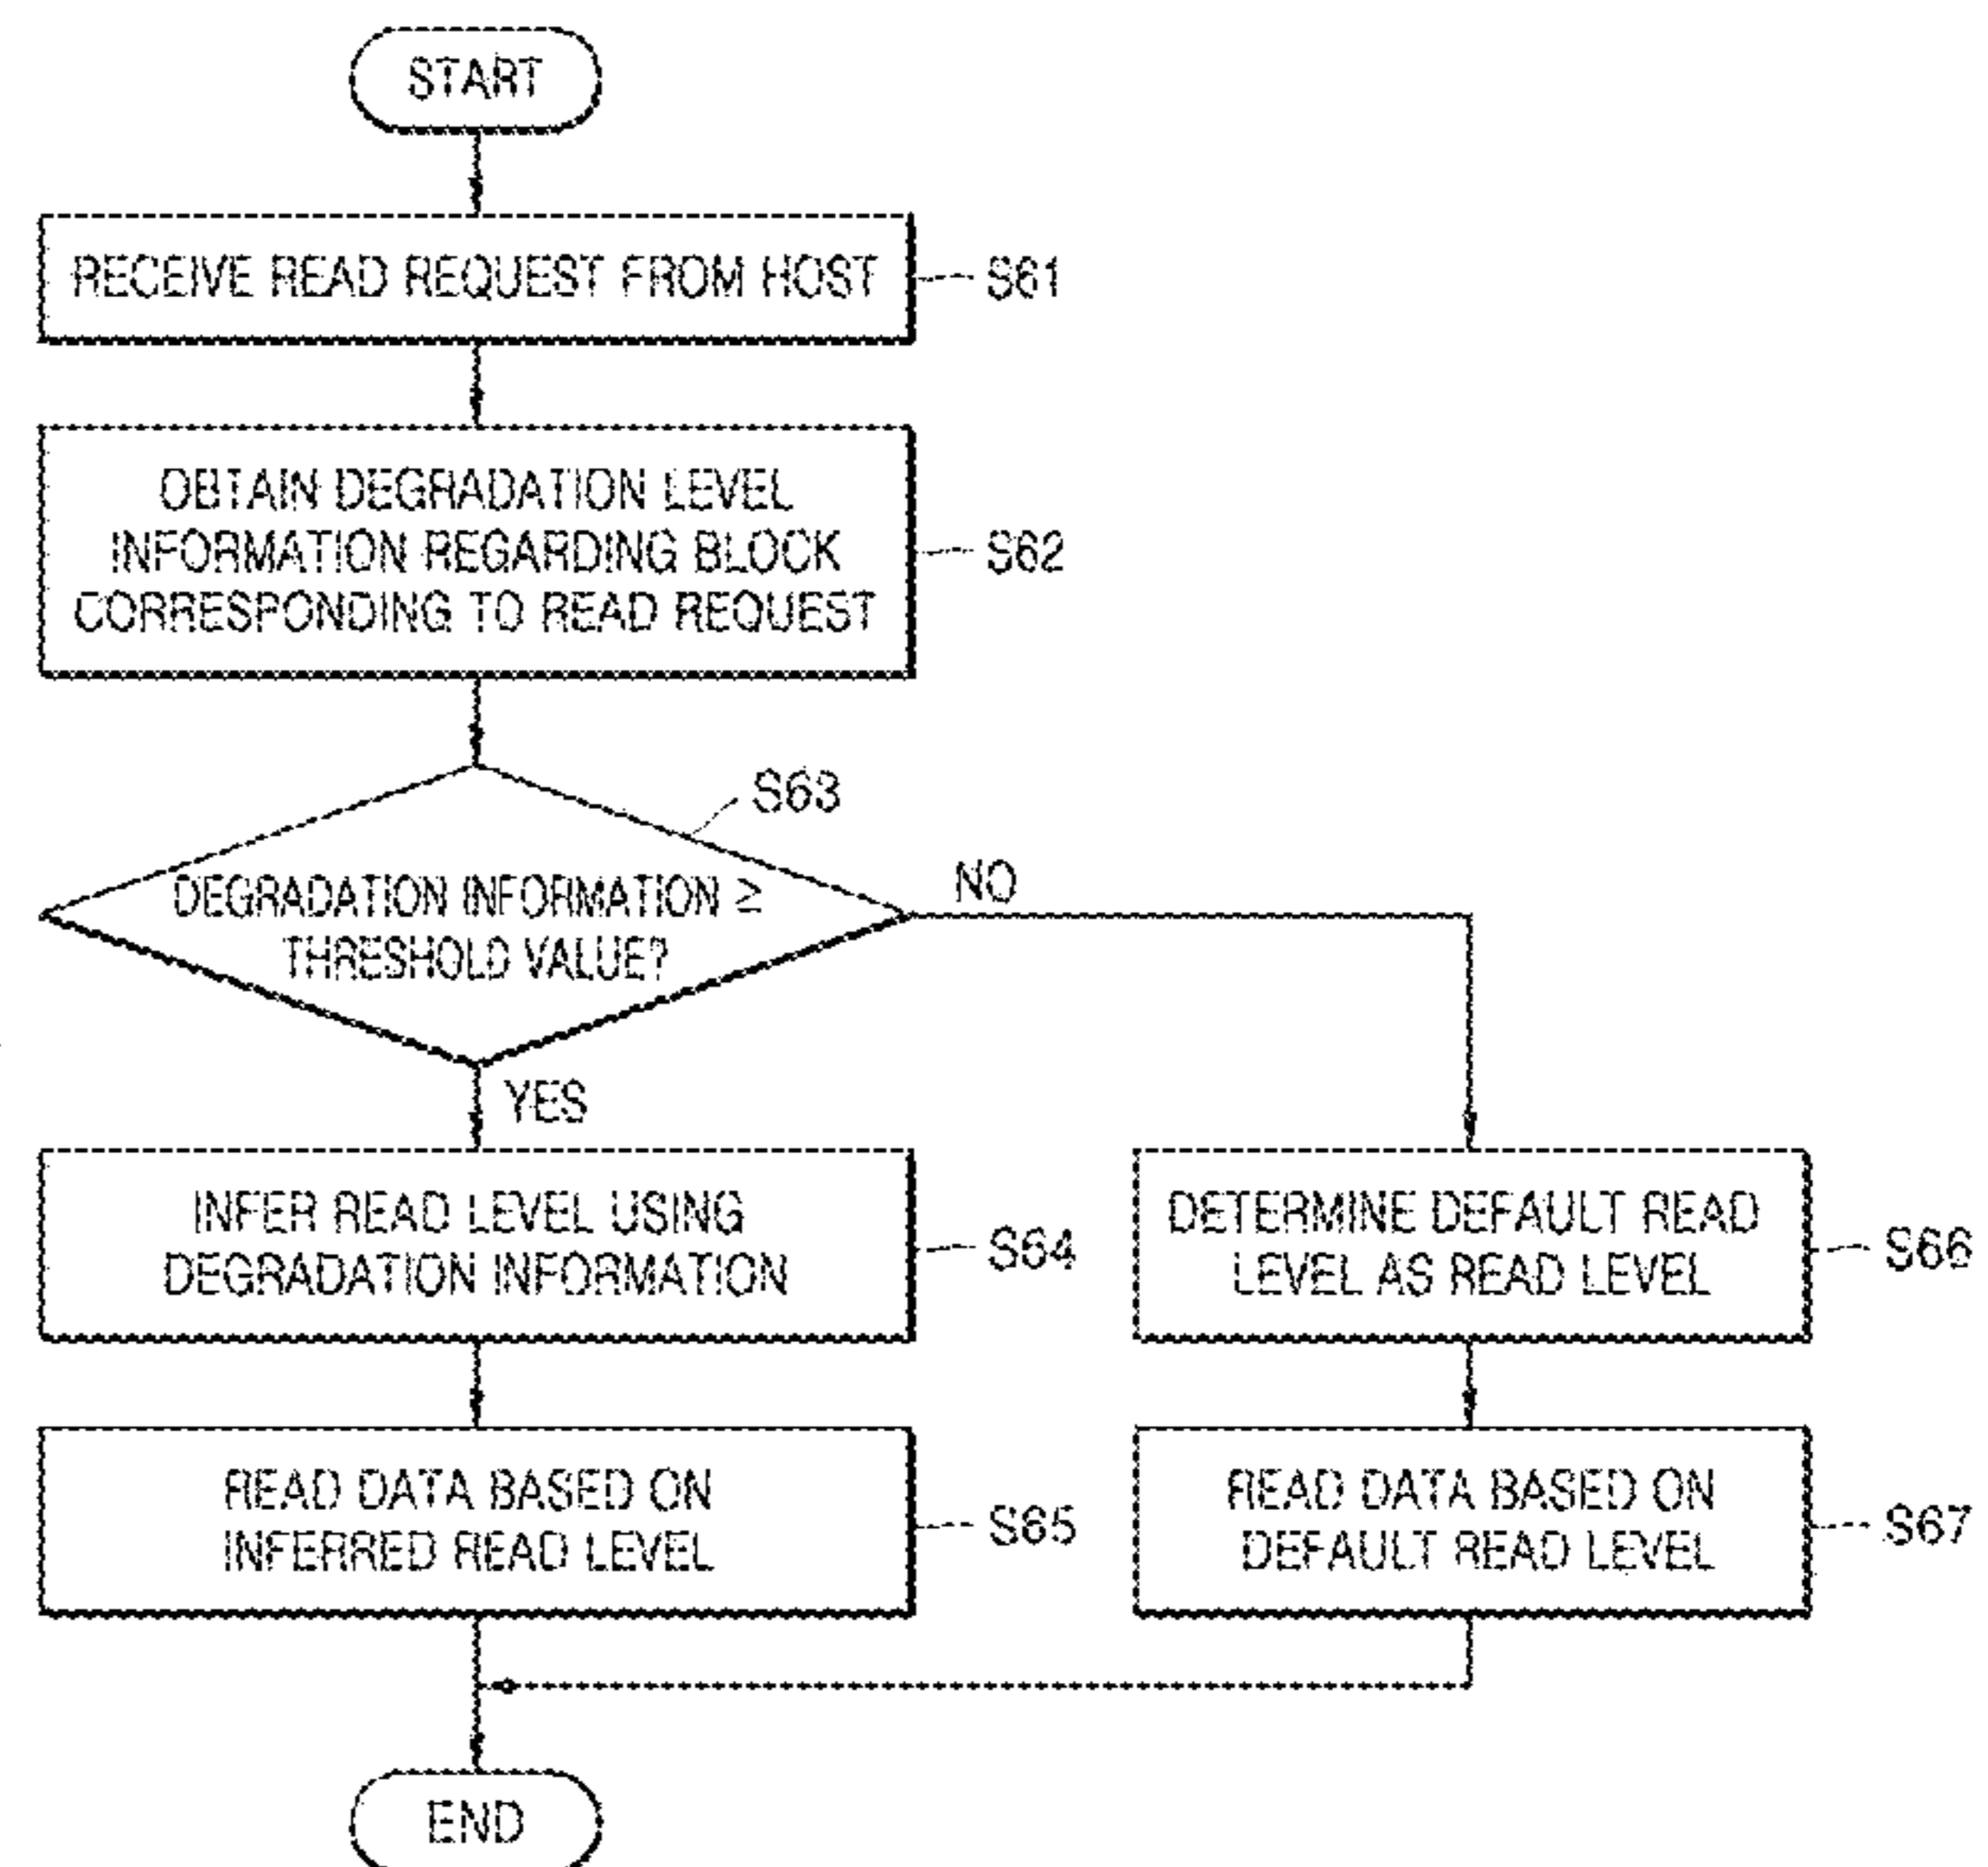 START
RECEIVE READ REQUEST FROM HOST
S61
OBTAIN DEGRADATION LEVEL
INFORMATION REGARDING BLOCK
CORRESPONDING TO READ REQUEST
S62
S63
DEGRADATION INFORMATION ≥
THRESHOLD VALUE?
NO
YES
INFER READ LEVEL USING
DEGRADATION INFORMATION
S64
DETERMINE DEFAULT READ
LEVEL AS READ LEVEL
S66
READ DATA BASED ON
INFERRED READ LEVEL
S65
READ DATA BASED ON
DEFAULT READ LEVEL
S67
END